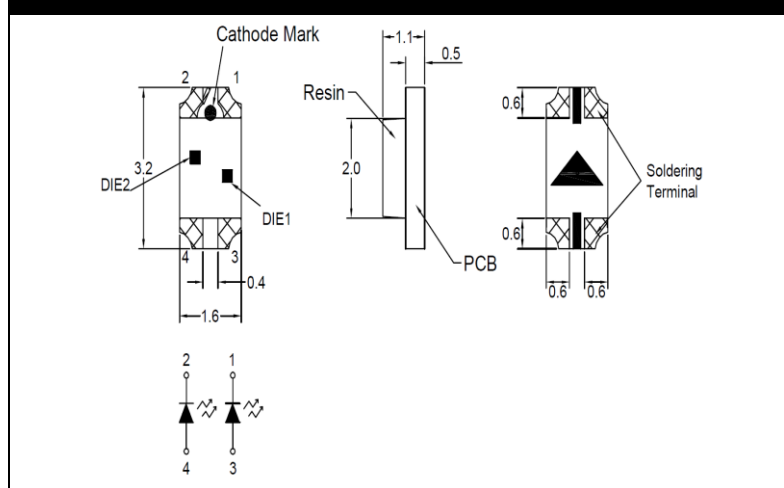 Cathode Mark
2 1
3.2
DIE2
DIE1
4 3
0.4
1.6
1.1
0.5
Resin
2.0
PCB
0.6
Soldering
Terminal
0.6
0.6 0.6
2 1
4 3